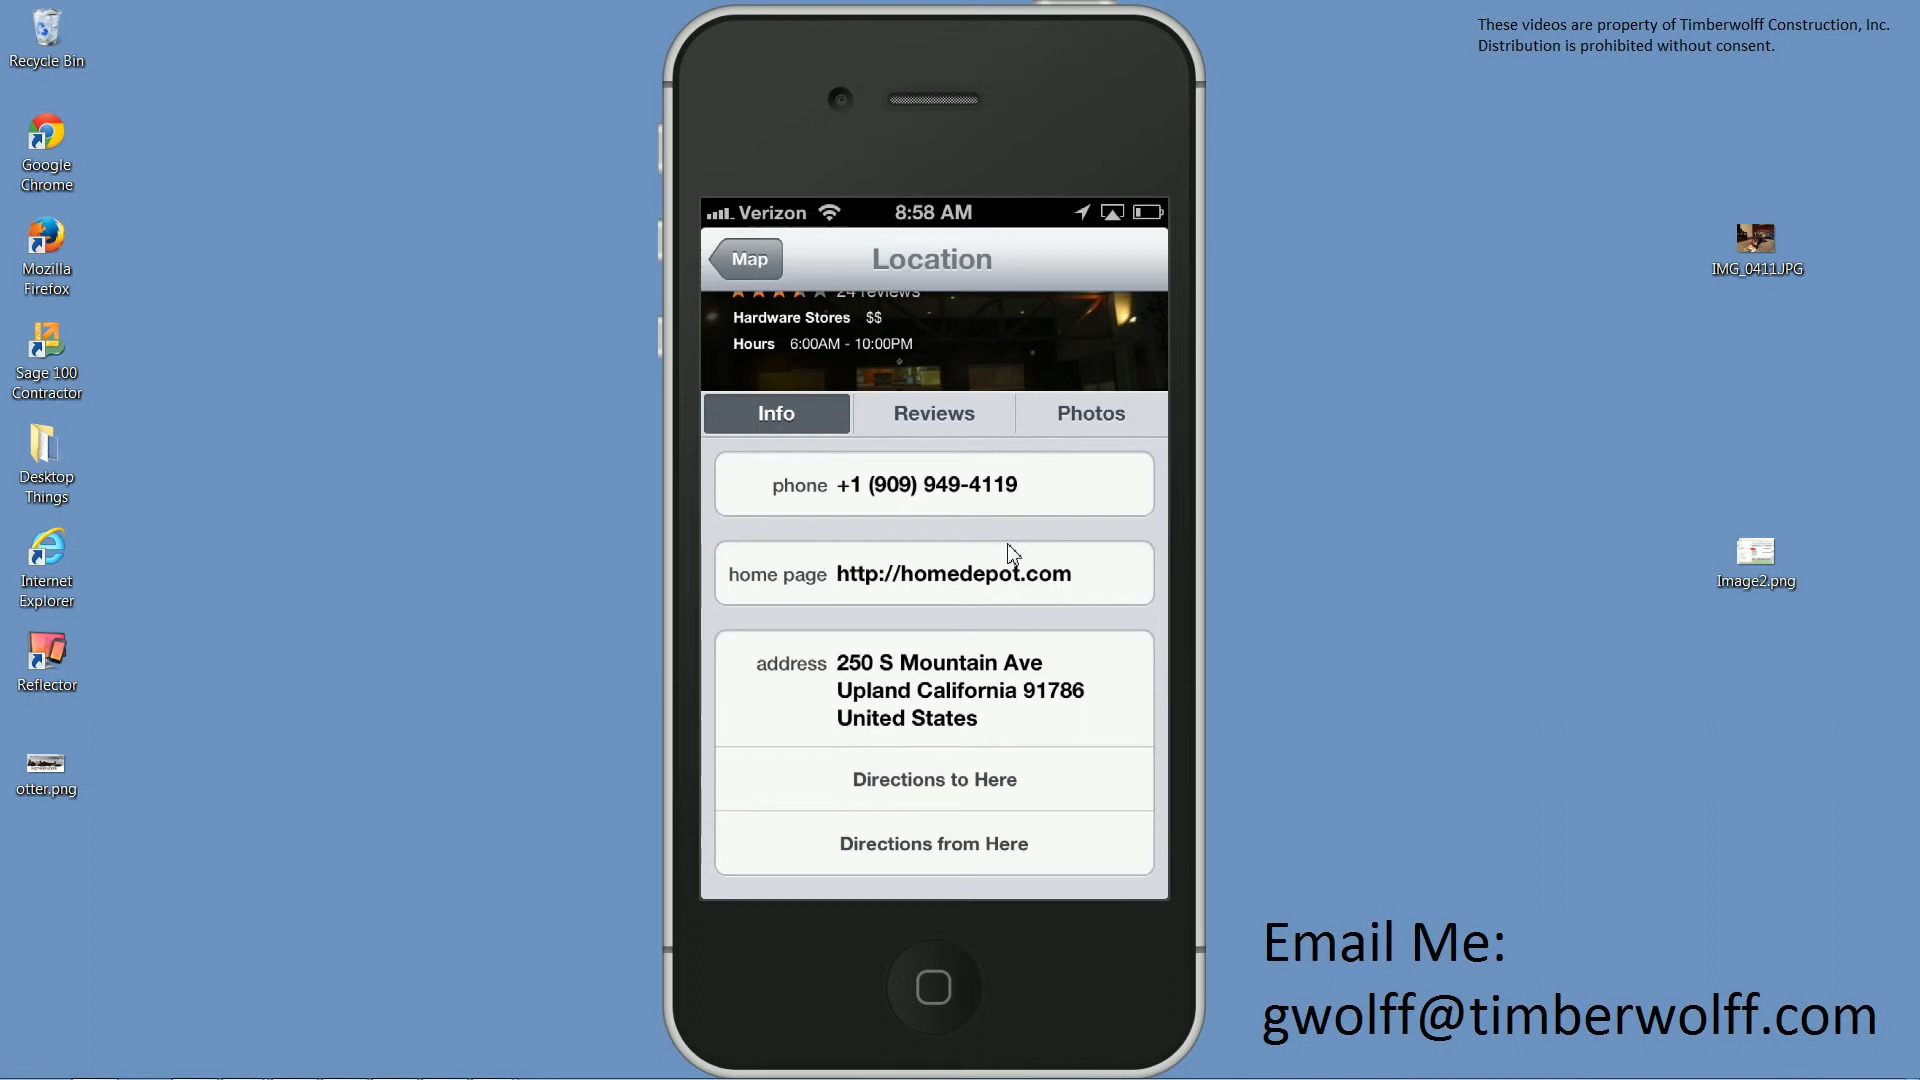 These videos are property of Timberwolff Construction, Inc.
Distribution is prohibited without consent.
Recycle Bin
Google
Chrome
Mozilla
Firefox
Sage 100
Contractor
Desktop
Things
Internet
Explorer
Reflector
otter.png
Verizon
8:58 AM
Map
Location
24 reviews
Hardware Stores $$
Hours 6:00AM - 10:00PM
Info
Reviews
Photos
phone +1 (909) 949-4119
home page http://homedepot.com
address 250 S Mountain Ave
Upland California 91786
United States
Directions to Here
Directions from Here
IMG_0411.JPG
Image2.png
Email Me:
gwolff@timberwolff.com